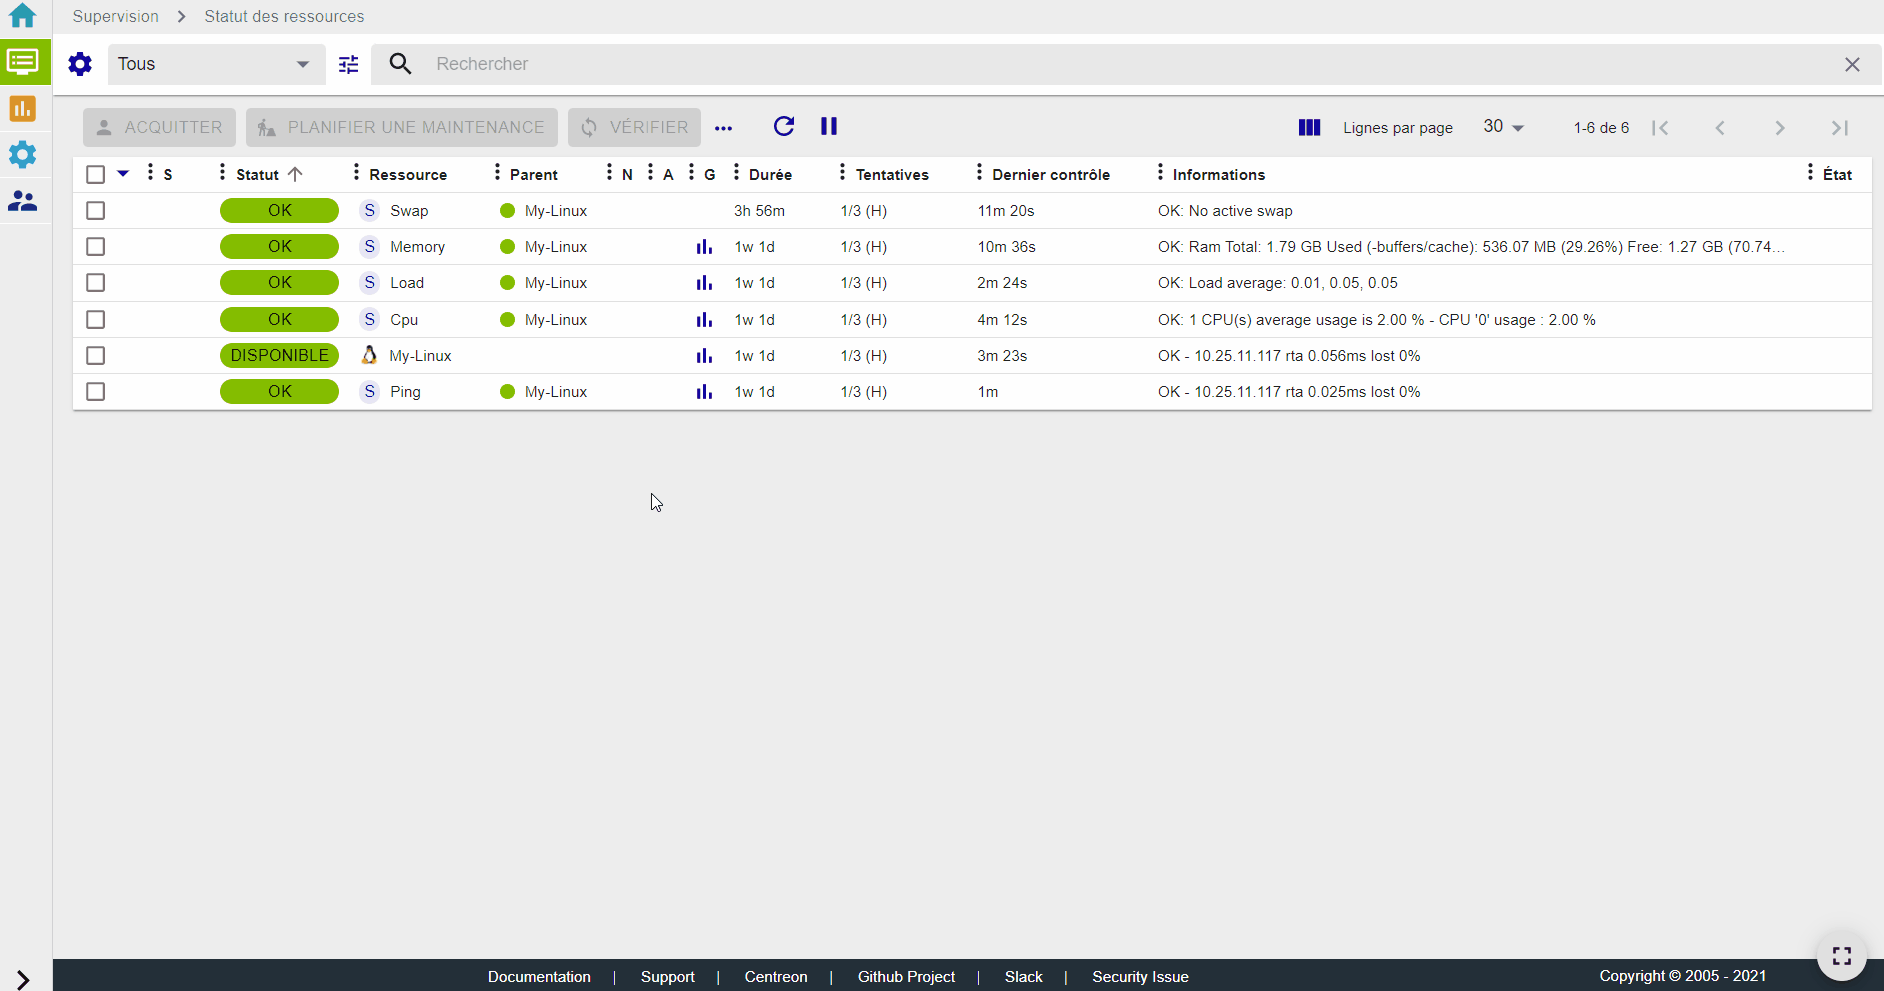 Supervision > Statut des ressources
Tous Rechercher
ACQUITTER PLANIFIER UNE MAINTENANCE VÉRIFIER ... Lignes par page 30 1-6 de 6
S Statut Ressource Parent N A G Durée Tentatives Dernier contrôle Informations État
OK S Swap My-Linux 3h 56m 1/3 (H) 11m 20s OK: No active swap
OK S Memory My-Linux 1w 1d 1/3 (H) 10m 36s OK: Ram Total: 1.79 GB Used (-buffers/cache): 536.07 MB (29.26%) Free: 1.27 GB (70.74...
OK S Load My-Linux 1w 1d 1/3 (H) 2m 24s OK: Load average: 0.01, 0.05, 0.05
OK S Cpu My-Linux 1w 1d 1/3 (H) 4m 12s OK: 1 CPU(s) average usage is 2.00 % - CPU '0' usage : 2.00 %
DISPONIBLE My-Linux 1w 1d 1/3 (H) 3m 23s OK - 10.25.11.117 rta 0.056ms lost 0%
OK S Ping My-Linux 1w 1d 1/3 (H) 1m OK - 10.25.11.117 rta 0.025ms lost 0%
Documentation | Support | Centreon | Github Project | Slack | Security Issue Copyright © 2005 - 2021